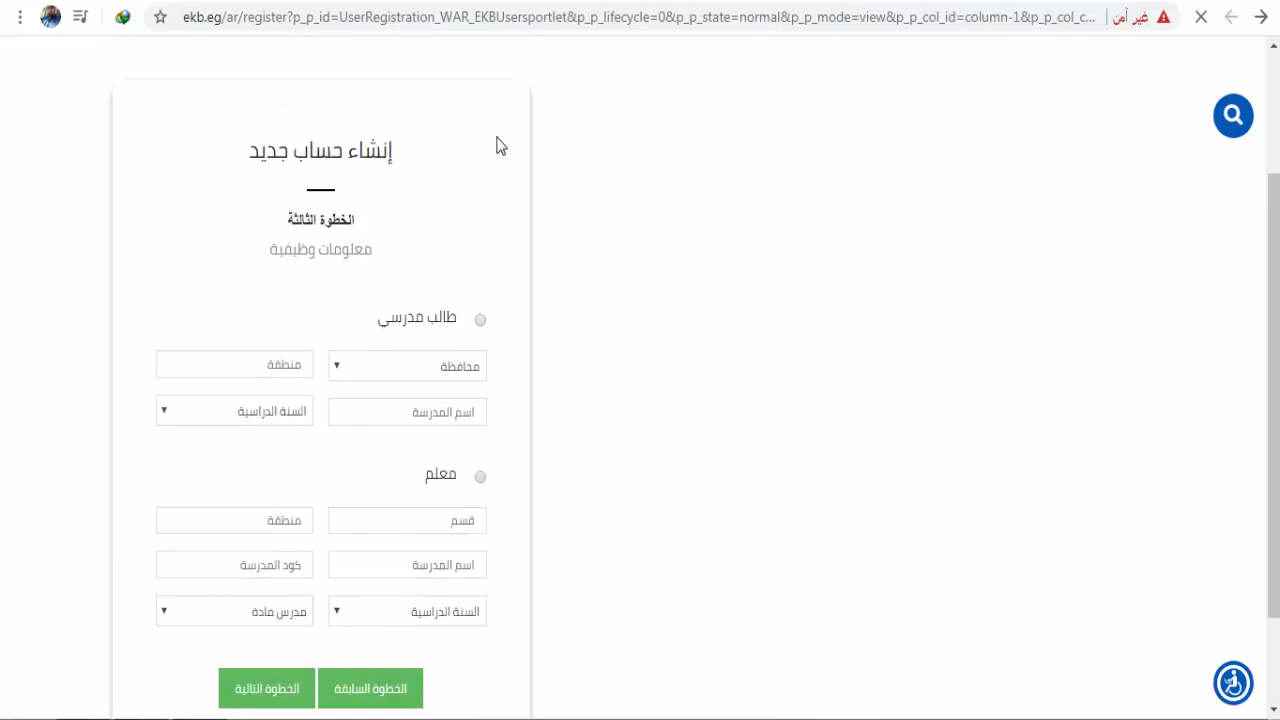 ekb.eg/ar/register?p_p_id=UserRegistration_WAR_EKBUsersportlet&p_p_lifecycle=0&p_p_state=normal&p_p_mode=view&p_p_col_id=column-1&p_p_col_c... غير آمن
إنشاء حساب جديد
الخطوة الثالثة
معلومات وظيفية
طالب مدرسي
محافظة منطقة
اسم المدرسة السنة الدراسية
معلم
قسم منطقة
اسم المدرسة كود المدرسة
السنة الدراسية مدرس مادة
الخطوة السابقة الخطوة التالية